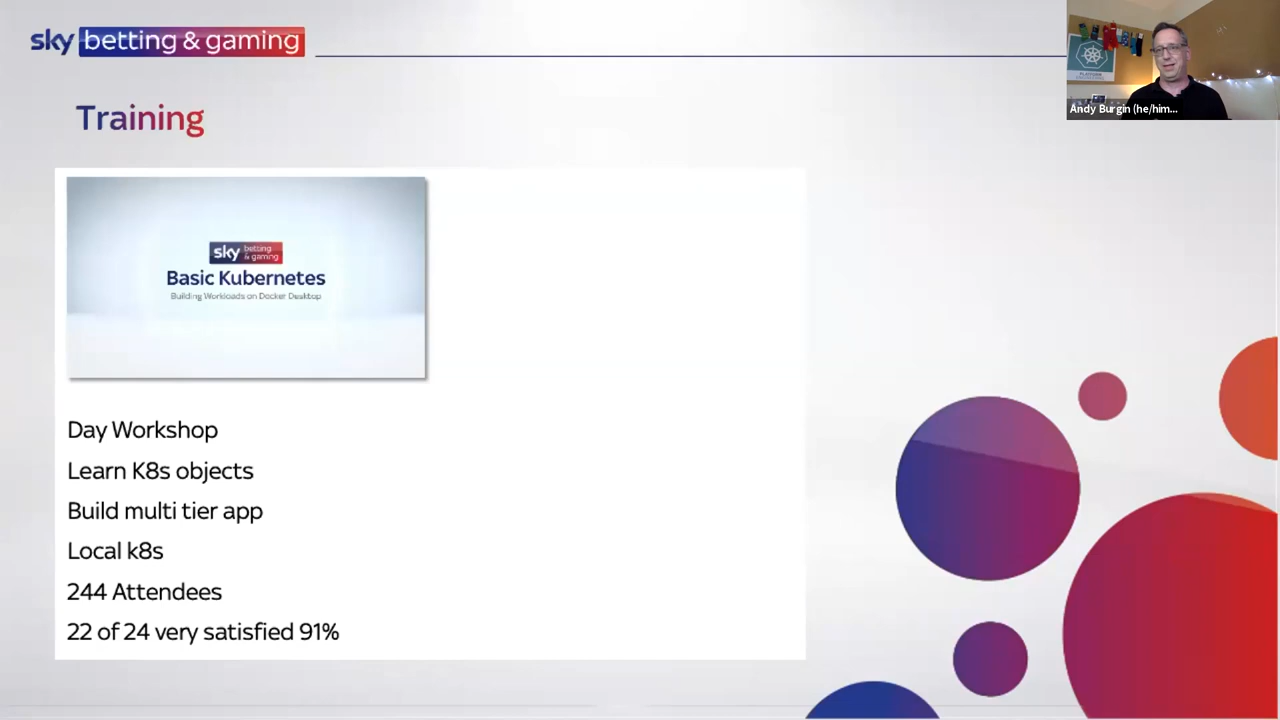 sky betting & gaming
Andy Burgin (he/him...
Training
sky betting & gaming
Basic Kubernetes
Building Workloads on Docker Desktop
Day Workshop
Learn K8s objects
Build multi tier app
Local k8s
244 Attendees
22 of 24 very satisfied 91%